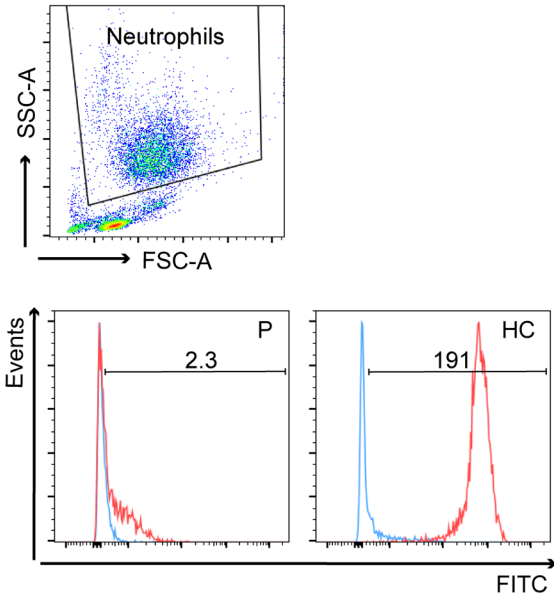 Neutrophils
SSC-A
FSC-A
Events
P
2.3
HC
191
FITC